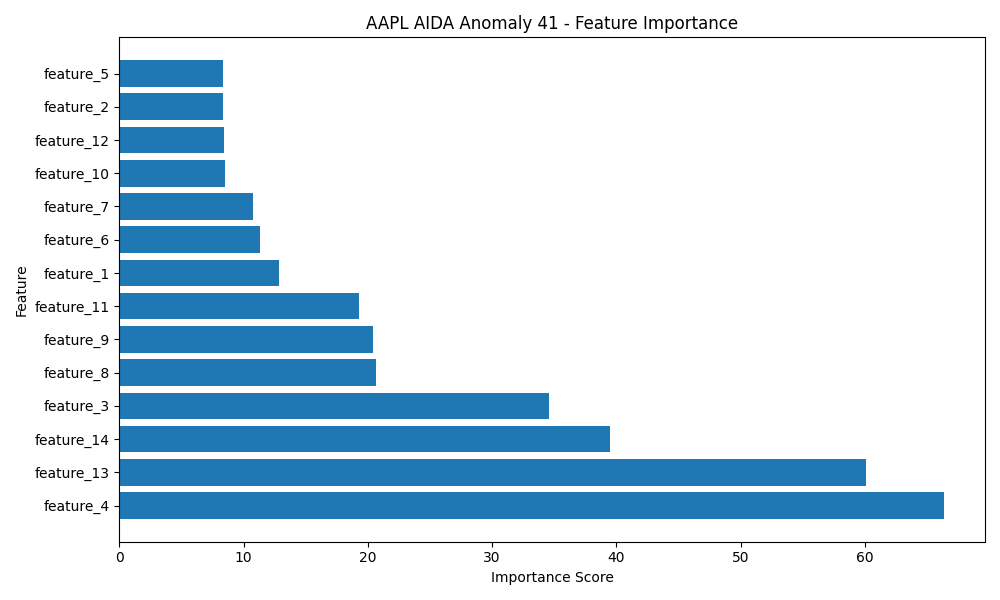 AAPL AIDA Anomaly 41 - Feature Importance
feature_5
feature_2
feature_12
feature_10
feature_7
feature_6
feature_1
feature_11
feature_9
feature_8
feature_3
feature_14
feature_13
feature_4
Feature
0 10 20 30 40 50 60
Importance Score